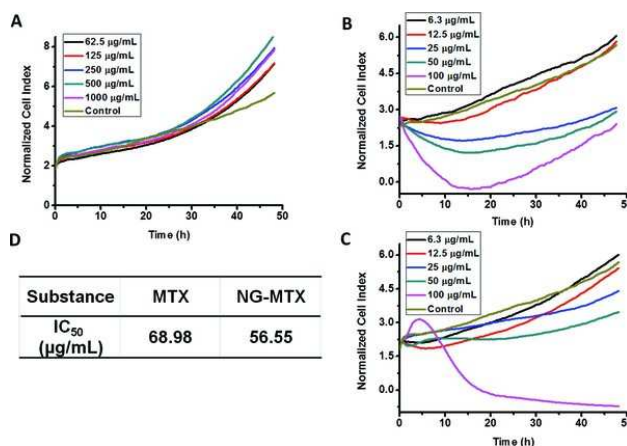 A
62.5 µg/mL
125 µg/mL
250 µg/mL
500 µg/mL
1000 µg/mL
Control
Normalized Cell Index
8
6
4
2
0
0 10 20 30 40 50
Time (h)
B
6.3 µg/mL
12.5 µg/mL
25 µg/mL
50 µg/mL
100 µg/mL
Control
Normalized Cell Index
6.0
4.5
3.0
1.5
0.0
0 10 20 30 40 50
Time (h)
D
Substance MTX NG-MTX
IC50 (µg/mL) 68.98 56.55
C
6.3 µg/mL
12.5 µg/mL
25 µg/mL
50 µg/mL
100 µg/mL
Control
Normalized Cell Index
6.0
4.5
3.0
1.5
0.0
0 10 20 30 40 50
Time (h)